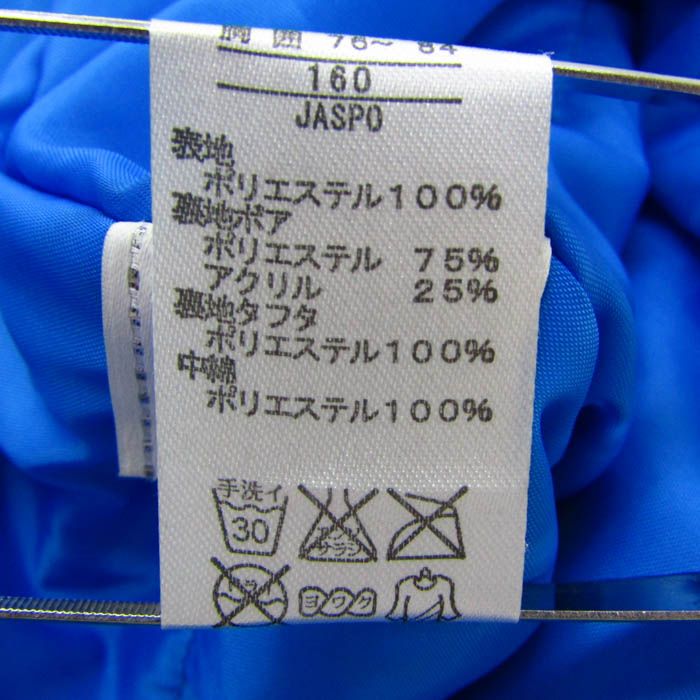 胸囲 76～ 84
160
JASPO
表地
ポリエステル100%
裏地ボア
ポリエステル 75%
アクリル 25%
裏地タフタ
ポリエステル100%
中綿
ポリエステル100%
手洗イ
30
エンソ
サラシ
ヨワク